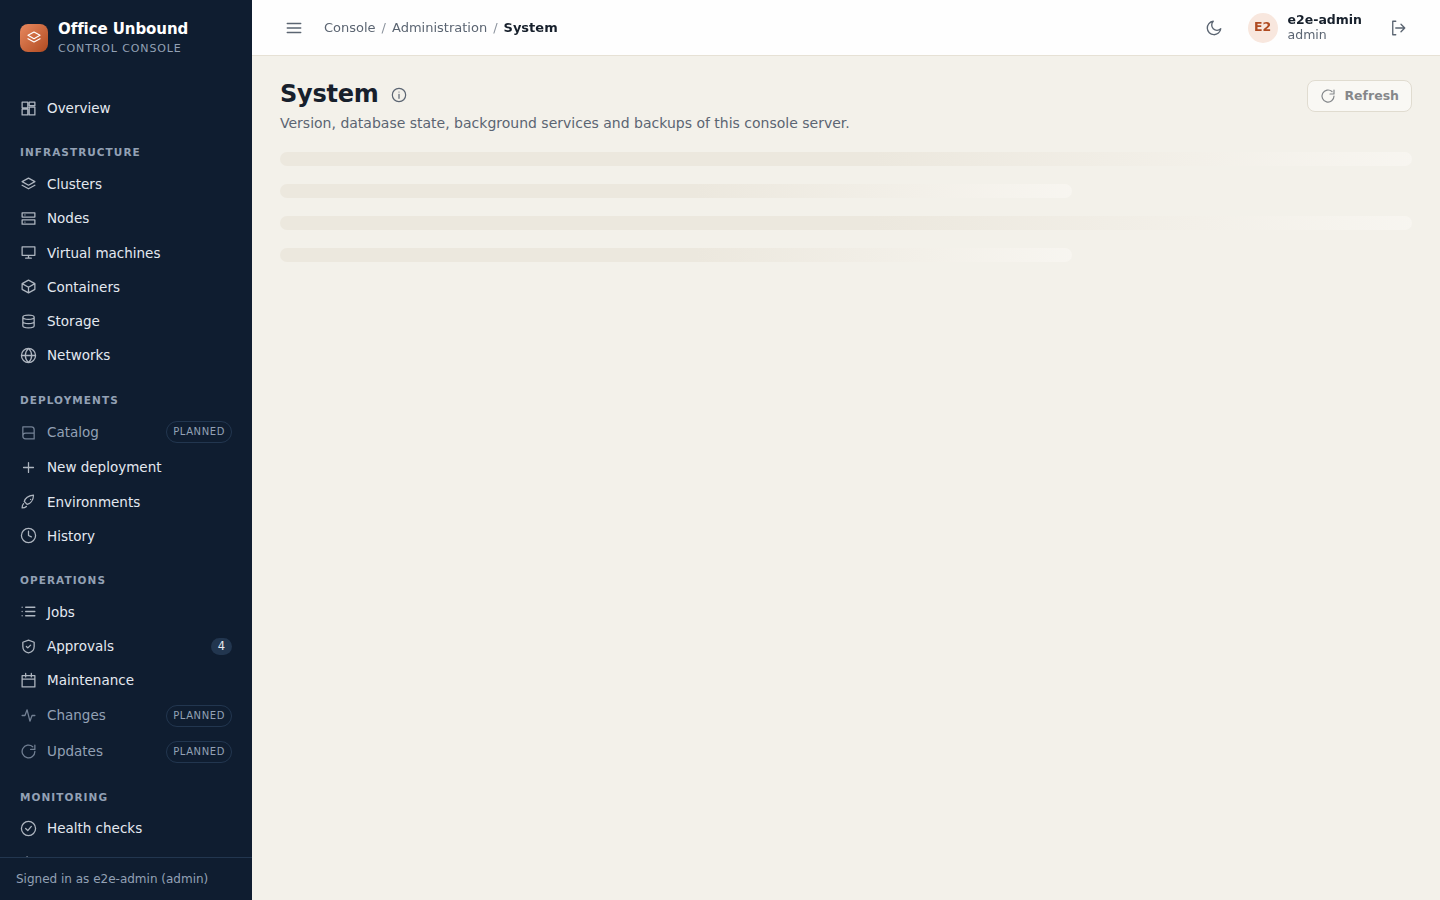 Office Unbound
CONTROL CONSOLE
Overview
INFRASTRUCTURE
Clusters
Nodes
Virtual machines
Containers
Storage
Networks
DEPLOYMENTS
Catalog PLANNED
New deployment
Environments
History
OPERATIONS
Jobs
Approvals 4
Maintenance
Changes PLANNED
Updates PLANNED
MONITORING
Health checks
Signed in as e2e-admin (admin)
Console / Administration / System
E2 e2e-admin
admin
System
Refresh
Version, database state, background services and backups of this console server.